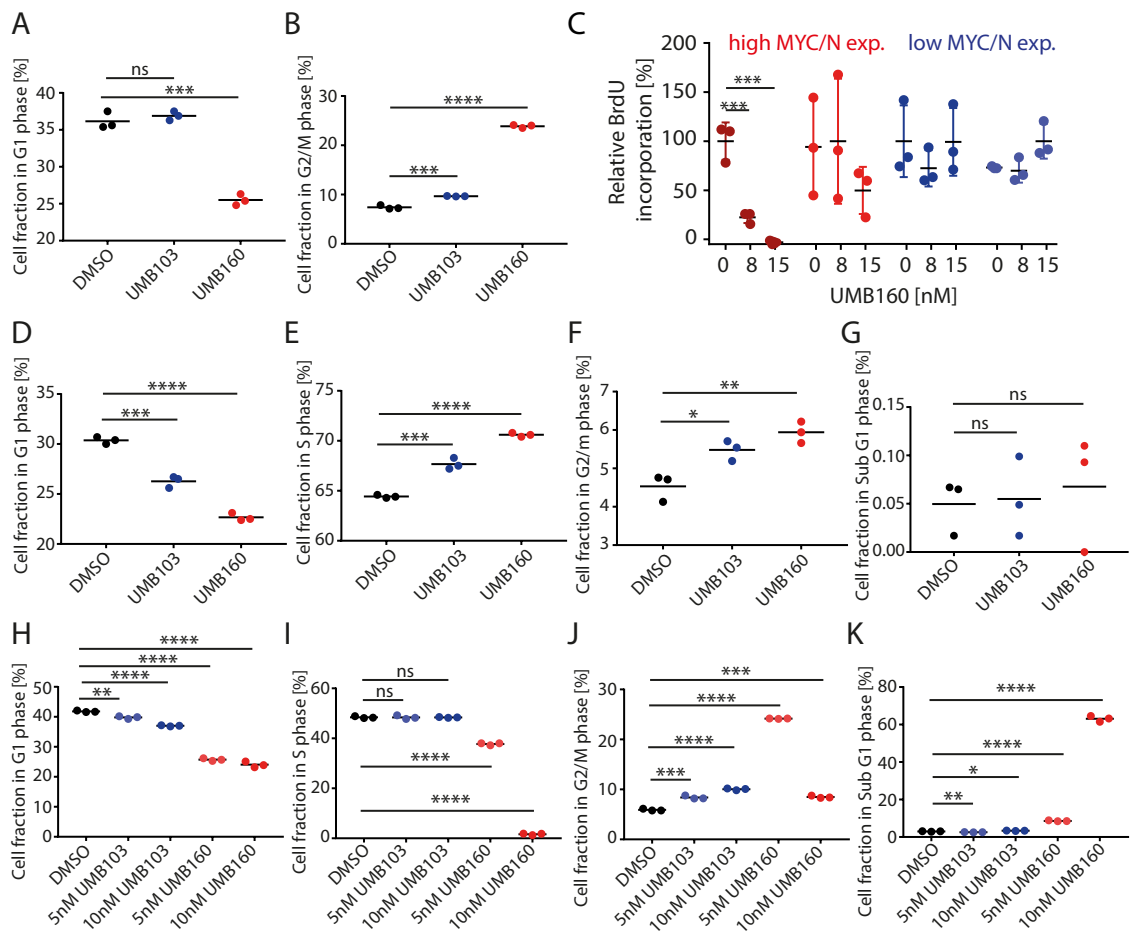 A
Cell fraction in G1 phase [%]
40
35
30
25
20
ns
***
DMSO
UMB103
UMB160
B
Cell fraction in G2/M phase [%]
30
20
10
0
****
***
DMSO
UMB103
UMB160
C
high MYC/N exp.
low MYC/N exp.
Relative BrdU
incorporation [%]
200
150
100
50
0
***
***
0 8 15 0 8 15 0 8 15 0 8 15
UMB160 [nM]
D
Cell fraction in G1 phase [%]
35
30
25
20
****
***
DMSO
UMB103
UMB160
E
Cell fraction in S phase [%]
75
70
65
60
****
***
DMSO
UMB103
UMB160
F
Cell fraction in G2/m phase [%]
7
6
5
4
3
**
*
DMSO
UMB103
UMB160
G
Cell fraction in Sub G1 phase [%]
0.15
0.10
0.05
0.00
ns
ns
DMSO
UMB103
UMB160
H
Cell fraction in G1 phase [%]
50
40
30
20
10
0
****
****
****
**
DMSO
5nM UMB103
10nM UMB103
5nM UMB160
10nM UMB160
I
Cell fraction in S phase [%]
60
40
20
0
ns
ns
****
****
DMSO
5nM UMB103
10nM UMB103
5nM UMB160
10nM UMB160
J
Cell fraction in G2/M phase [%]
30
20
10
0
***
****
****
***
DMSO
5nM UMB103
10nM UMB103
5nM UMB160
10nM UMB160
K
Cell fraction in Sub G1 phase [%]
80
60
40
20
0
****
****
*
**
DMSO
5nM UMB103
10nM UMB103
5nM UMB160
10nM UMB160